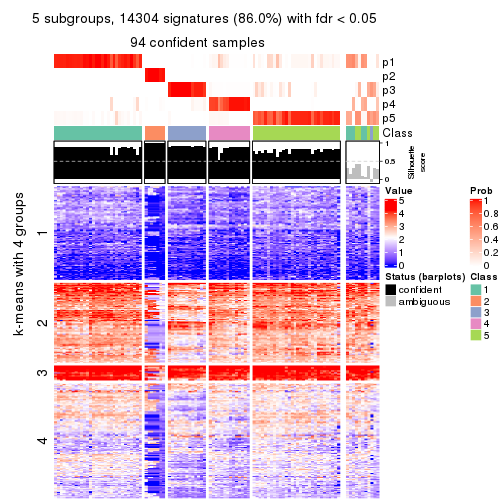 5 subgroups, 14304 signatures (86.0%) with fdr < 0.05
94 confident samples
p1
p2
p3
p4
p5
Class
1
0.5
0
Silhouette
score
k-means with 4 groups
1
2
3
4
Value
5
4
3
2
1
0
Prob
1
0.8
0.6
0.4
0.2
0
Status (barplots)
confident
ambiguous
Class
1
2
3
4
5